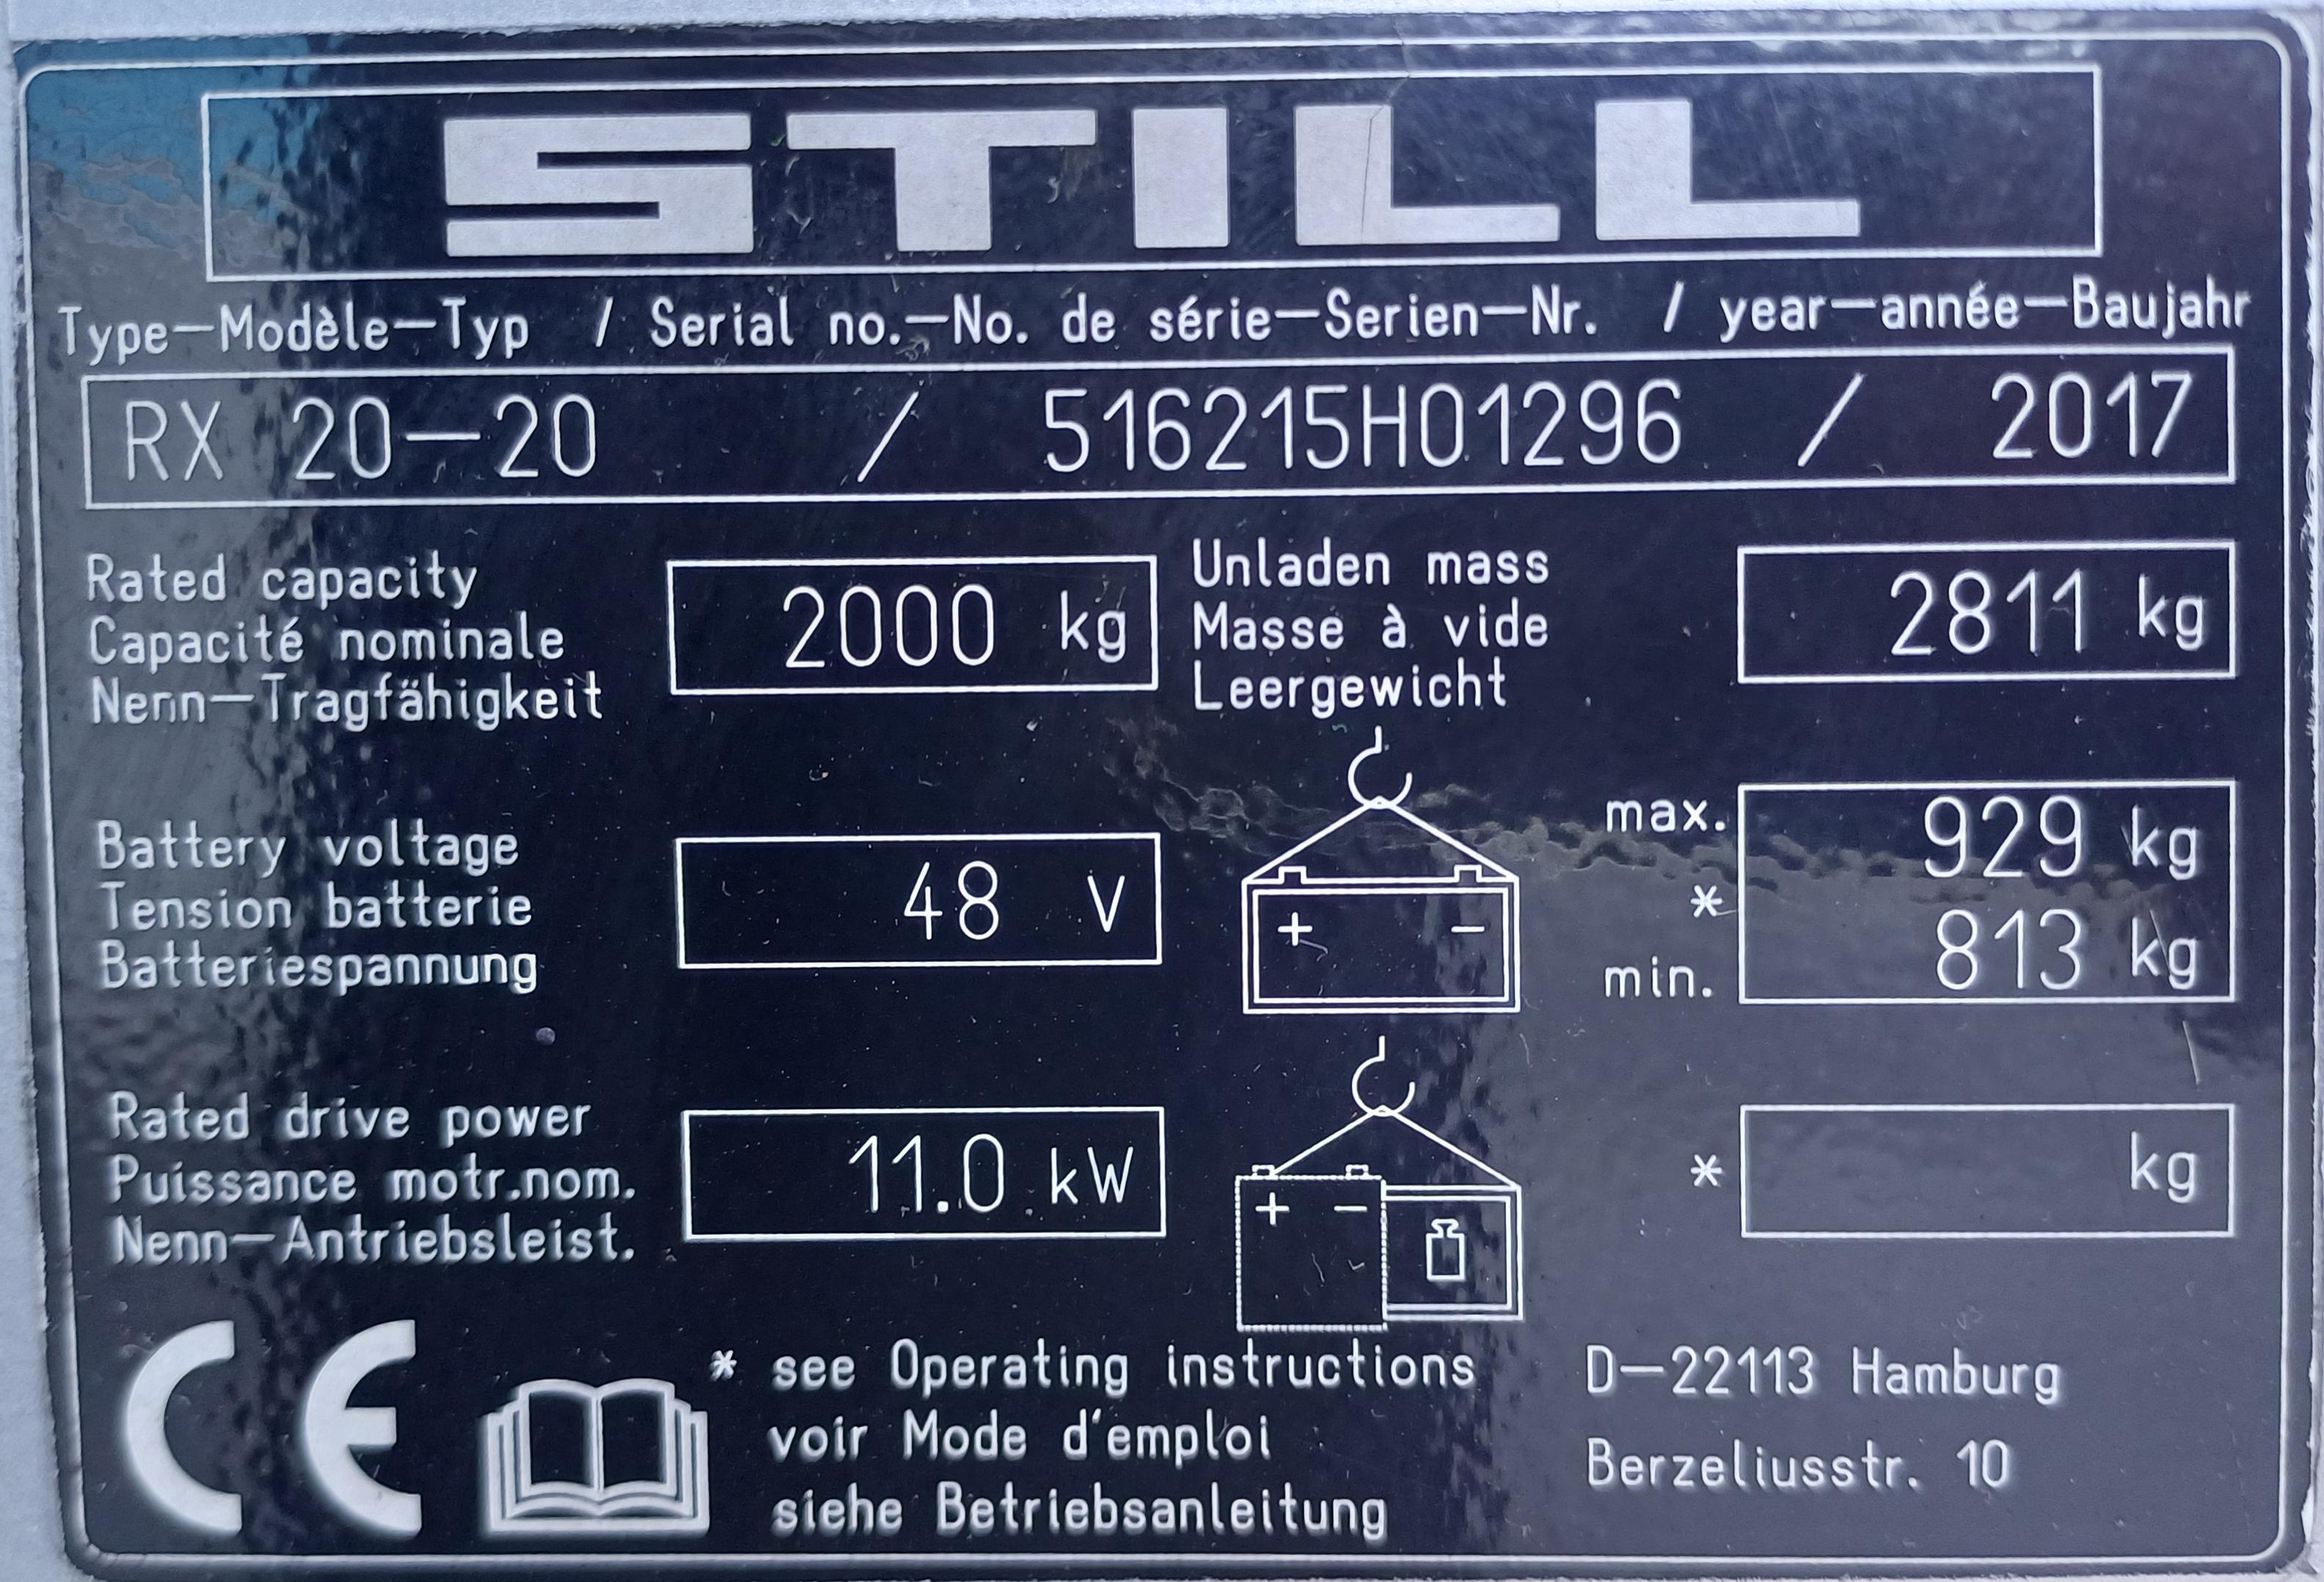 STILL
Type—Modèle—Typ / Serial no.—No. de série—Serien—Nr. / year—année—Baujahr
RX 20—20 / 516215H01296 / 2017
Rated capacity
Capacité nominale
Nenn—Tragfähigkeit
2000 kg
Unladen mass
Masse à vide
Leergewicht
2811 kg
Battery voltage
Tension batterie
Batteriespannung
48 V
+ −
max. 929 kg
*
min. 813 kg
Rated drive power
Puissance motr.nom.
Nenn—Antriebsleist.
11.0 kW
+ −
* kg
CE
* see Operating instructions
voir Mode d'emploi
siehe Betriebsanleitung
D—22113 Hamburg
Berzeliusstr. 10